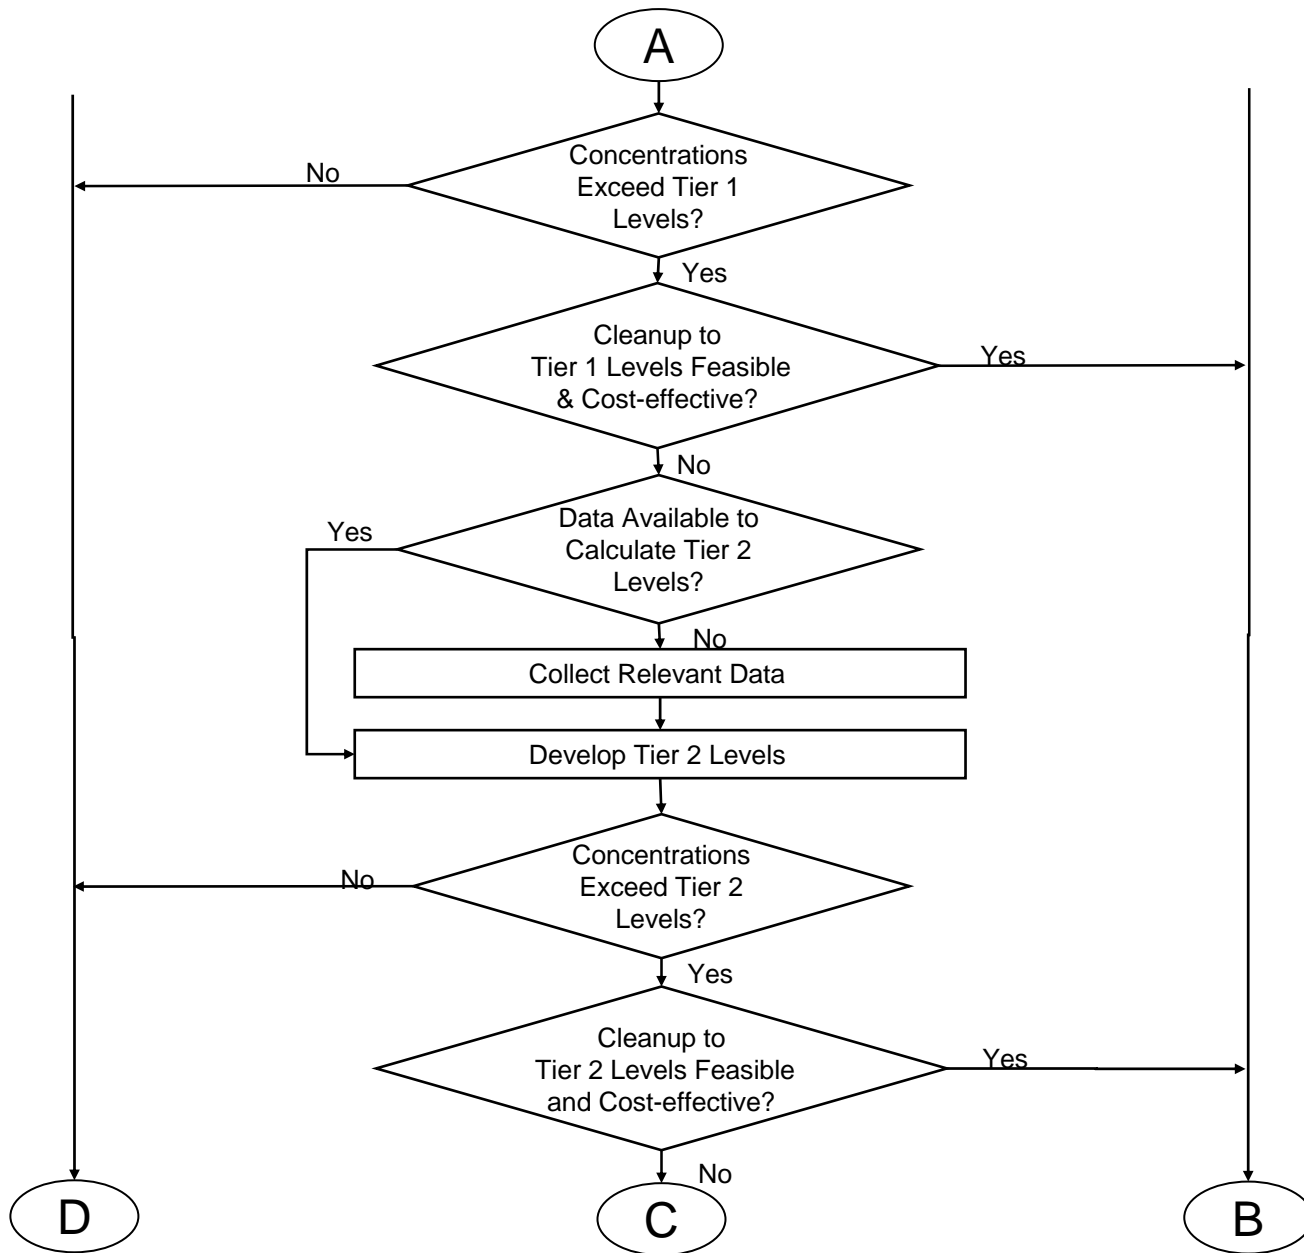 A
Concentrations
Exceed Tier 1
Levels?
No
Yes
Cleanup to
Tier 1 Levels Feasible
& Cost-effective?
Yes
No
Data Available to
Calculate Tier 2
Levels?
Yes
No
Collect Relevant Data
Develop Tier 2 Levels
Concentrations
Exceed Tier 2
Levels?
No
Yes
Cleanup to
Tier 2 Levels Feasible
and Cost-effective?
Yes
No
D
C
B